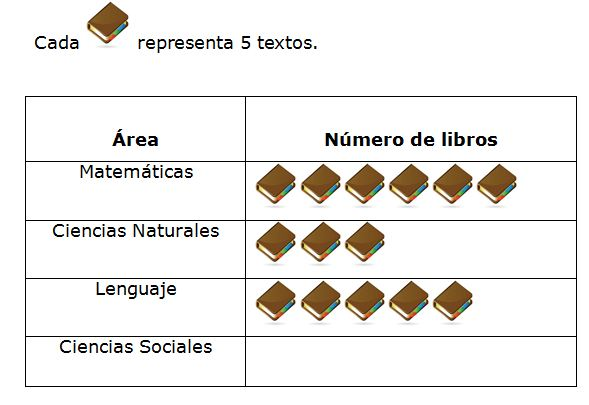 Cada representa 5 textos.
Área Número de libros
Matemáticas
Ciencias Naturales
Lenguaje
Ciencias Sociales